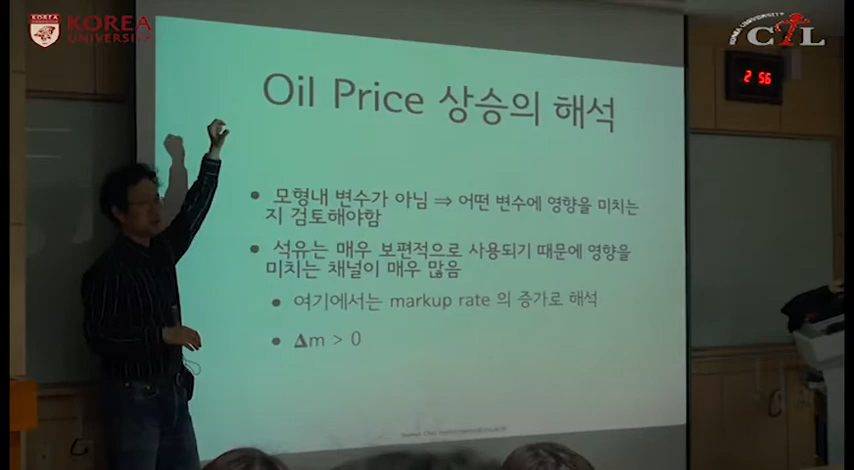 KOREA
UNIVERSITY
KOREA UNIVERSITY
CTL
2 56
Oil Price 상승의 해석
• 모형내 변수가 아님 ⇒ 어떤 변수에 영향을 미치는
지 검토해야함
• 석유는 매우 보편적으로 사용되기 때문에 영향을
미치는 채널이 매우 많음
• 여기에서는 markup rate 의 증가로 해석
• Δm > 0